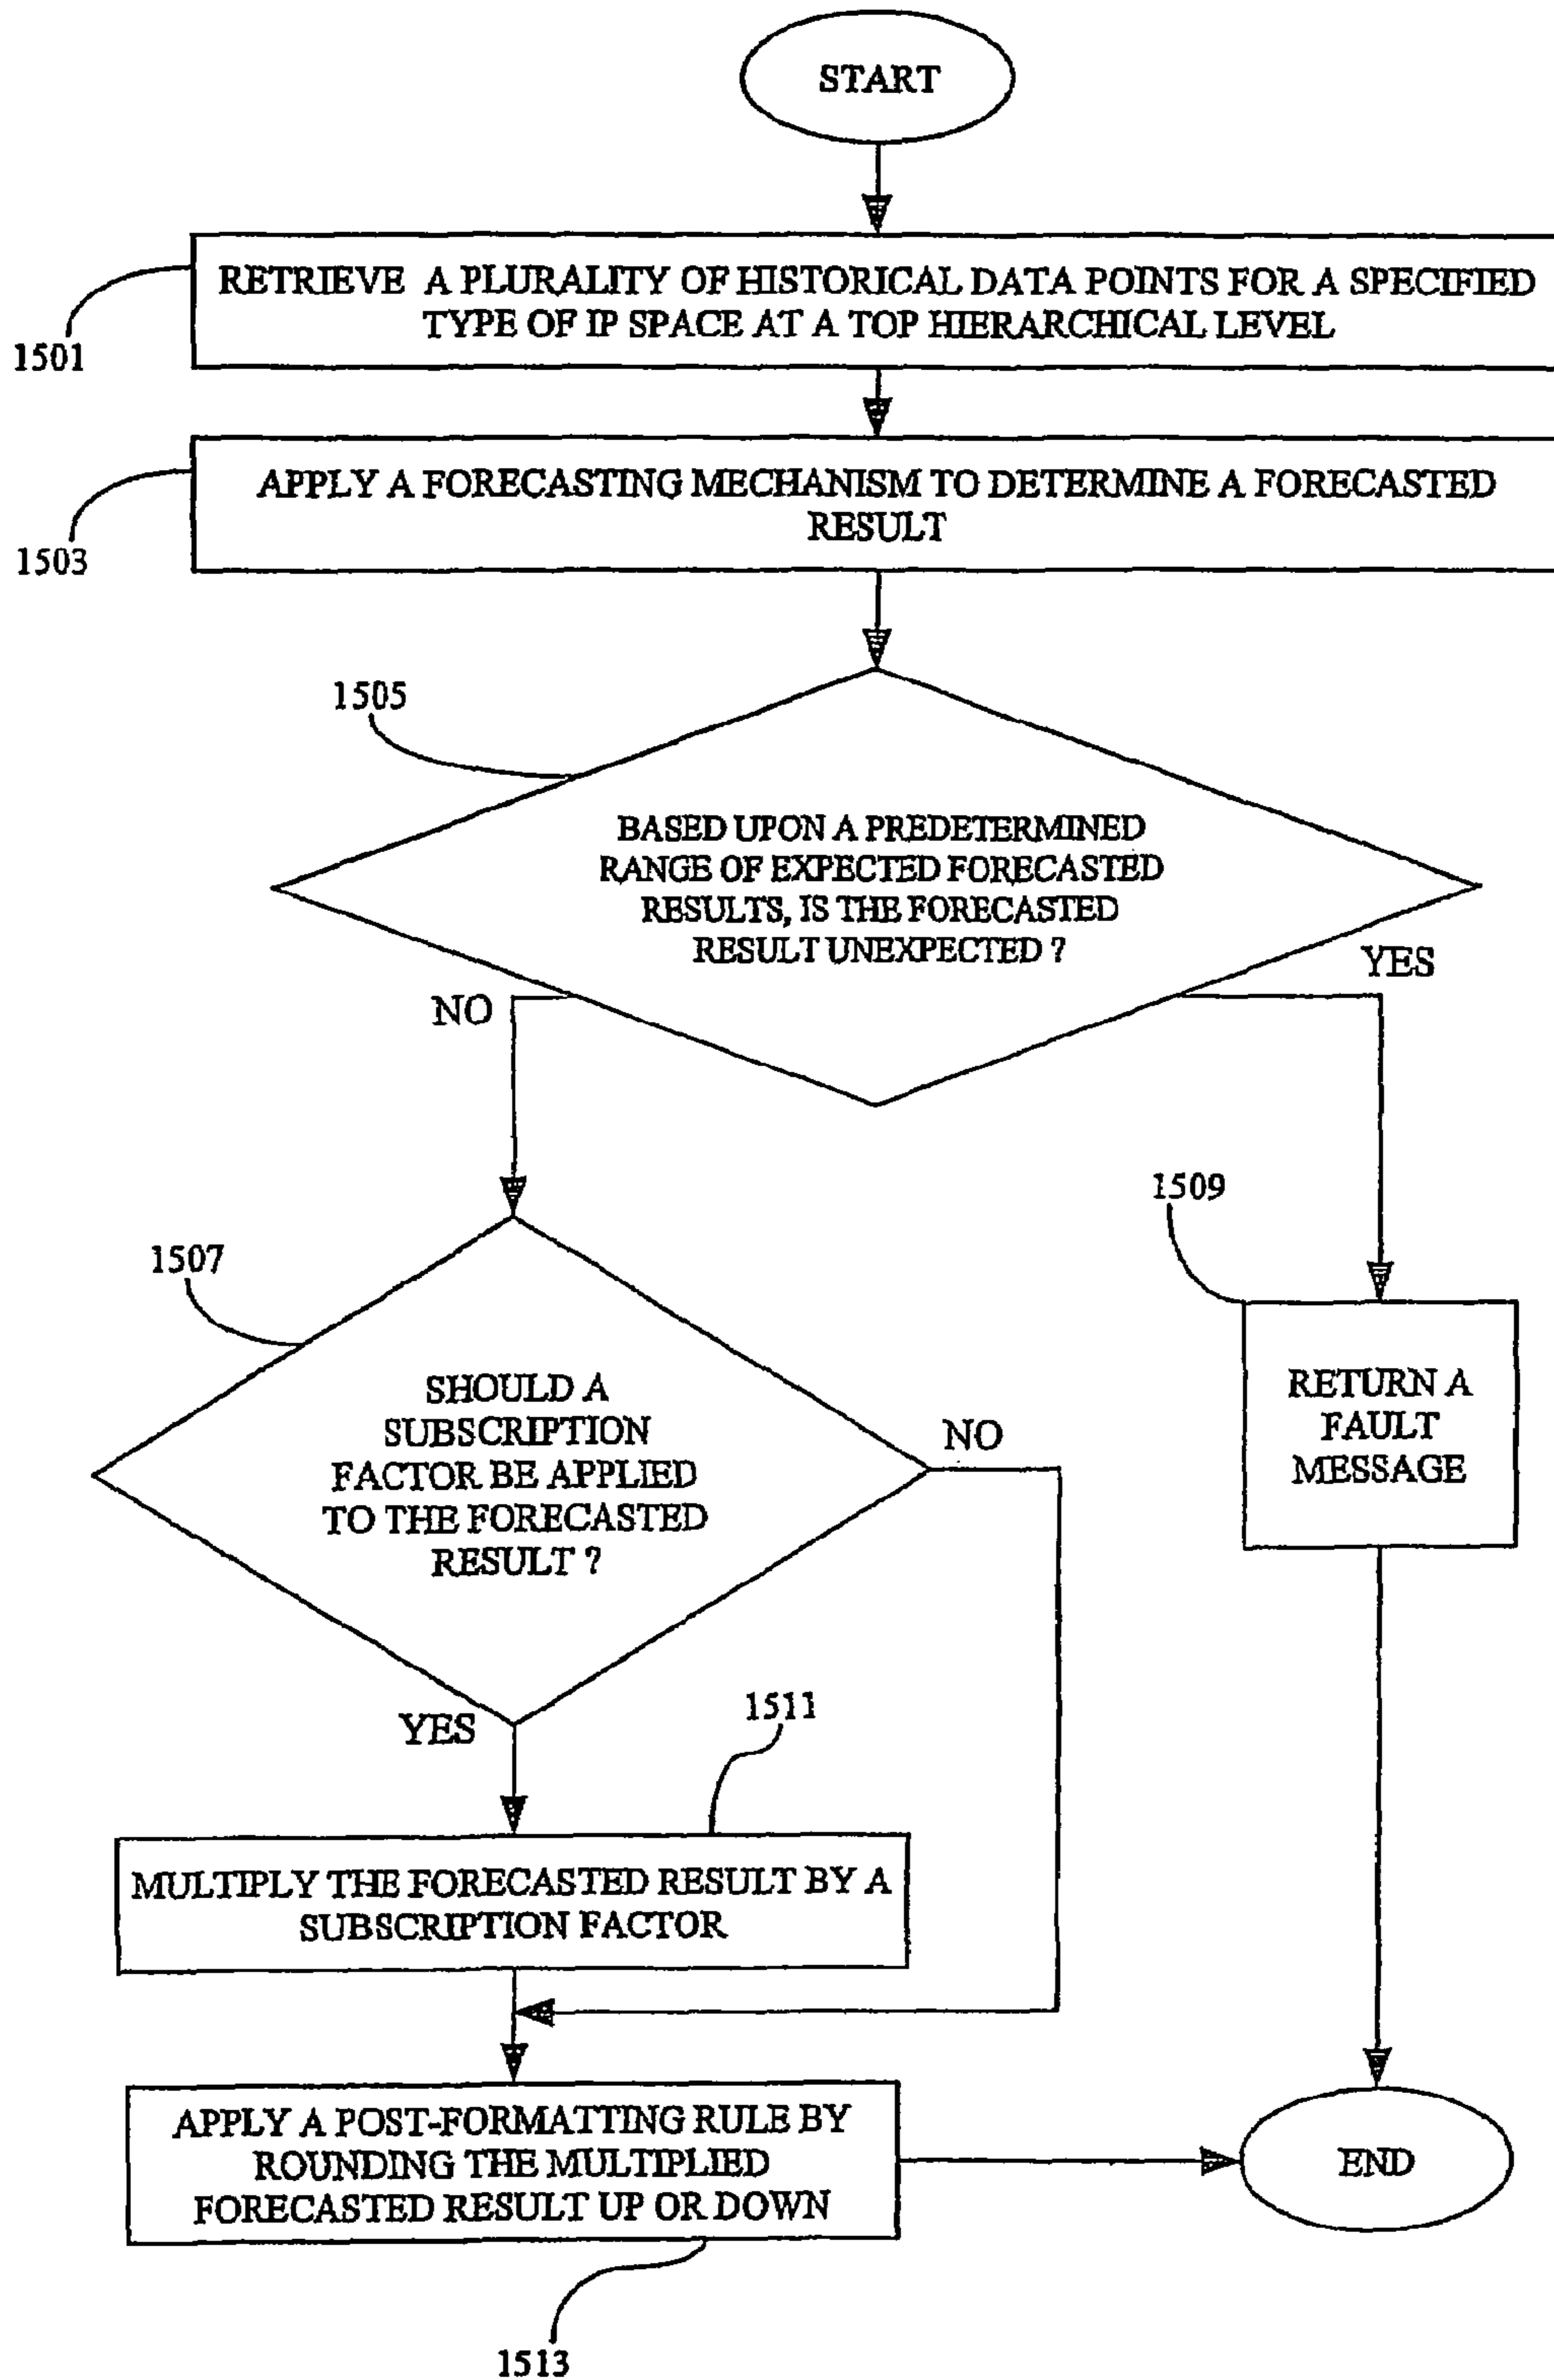 START
RETRIEVE A PLURALITY OF HISTORICAL DATA POINTS FOR A SPECIFIED
TYPE OF IP SPACE AT A TOP HIERARCHICAL LEVEL
1501
APPLY A FORECASTING MECHANISM TO DETERMINE A FORECASTED
RESULT
1503
1505
BASED UPON A PREDETERMINED
RANGE OF EXPECTED FORECASTED
RESULTS, IS THE FORECASTED
RESULT UNEXPECTED ?
YES
NO
1509
1507
RETURN A
FAULT
MESSAGE
SHOULD A
SUBSCRIPTION
FACTOR BE APPLIED
TO THE FORECASTED
RESULT ?
NO
YES
1511
MULTIPLY THE FORECASTED RESULT BY A
SUBSCRIPTION FACTOR
APPLY A POST-FORMATTING RULE BY
ROUNDING THE MULTIPLIED
FORECASTED RESULT UP OR DOWN
END
1513